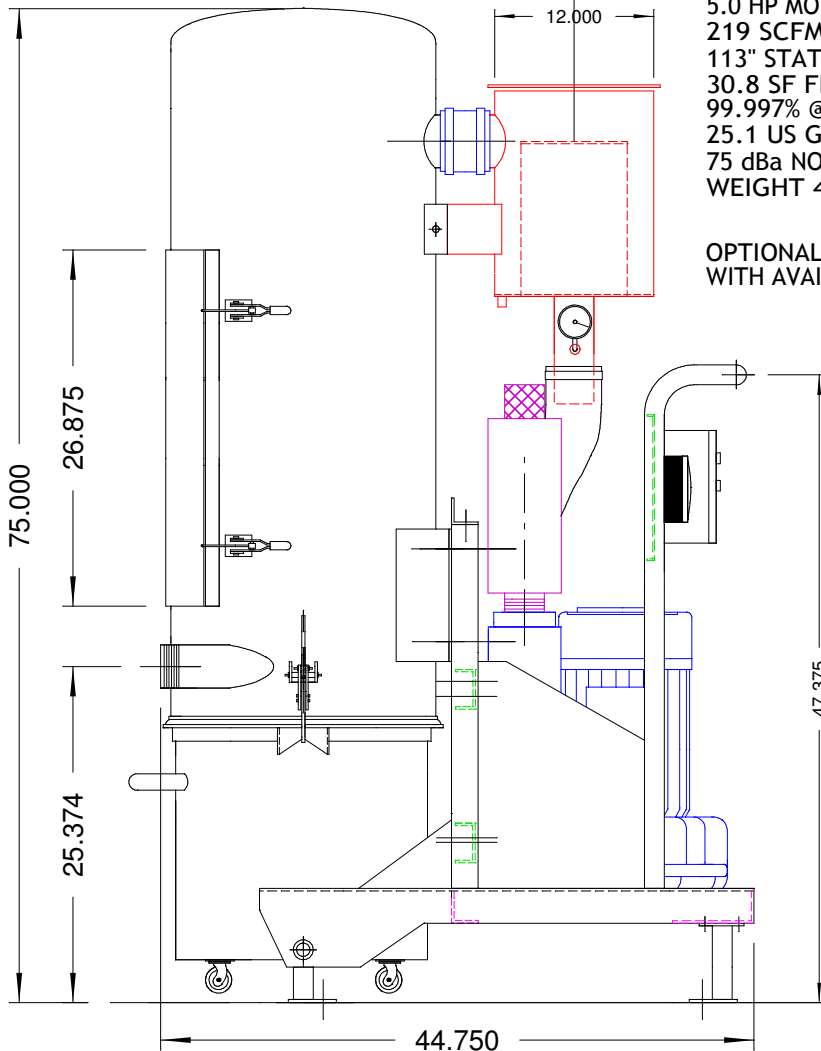 12.000
5.0 HP MO
219 SCFM
113" STAT
30.8 SF F
99.997% @
25.1 US G
75 dBa NO
WEIGHT 4
OPTIONAL
WITH AVAI
26.875
75.000
25.374
47.375
44.750